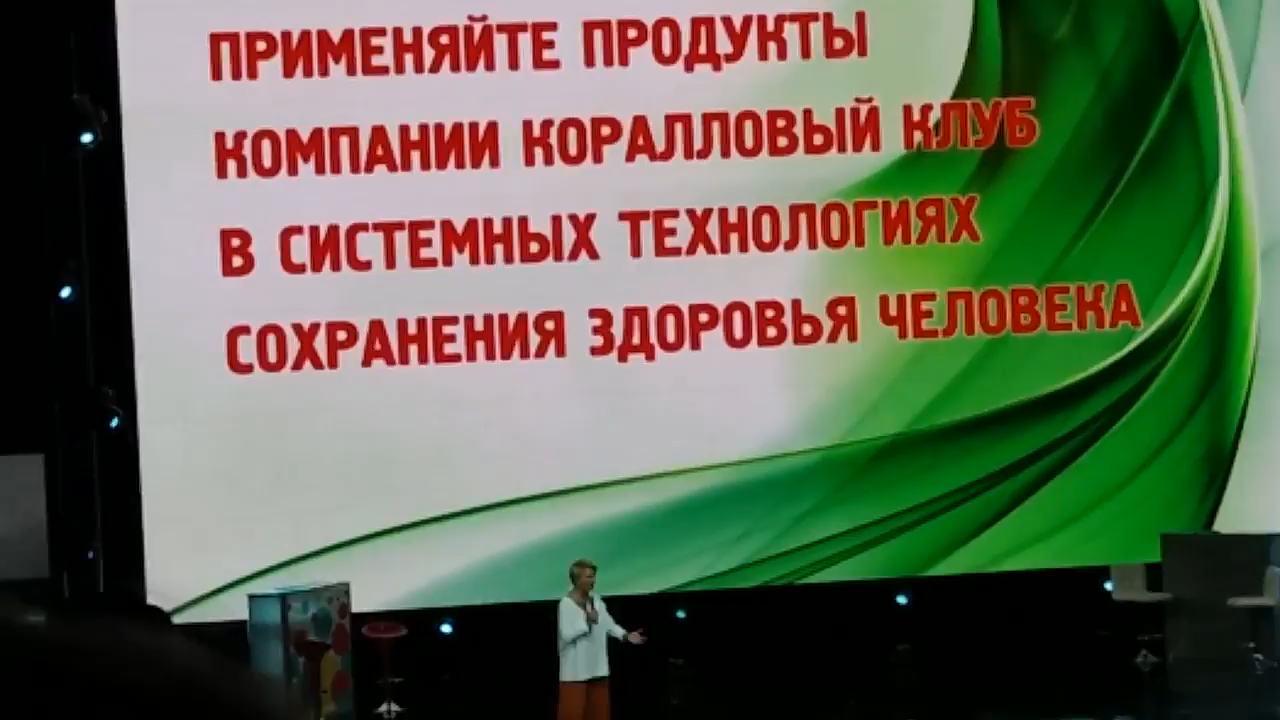 ПРИМЕНЯЙТЕ ПРОДУКТЫ
КОМПАНИИ КОРАЛЛОВЫЙ КЛУБ
В СИСТЕМНЫХ ТЕХНОЛОГИЯХ
СОХРАНЕНИЯ ЗДОРОВЬЯ ЧЕЛОВЕКА